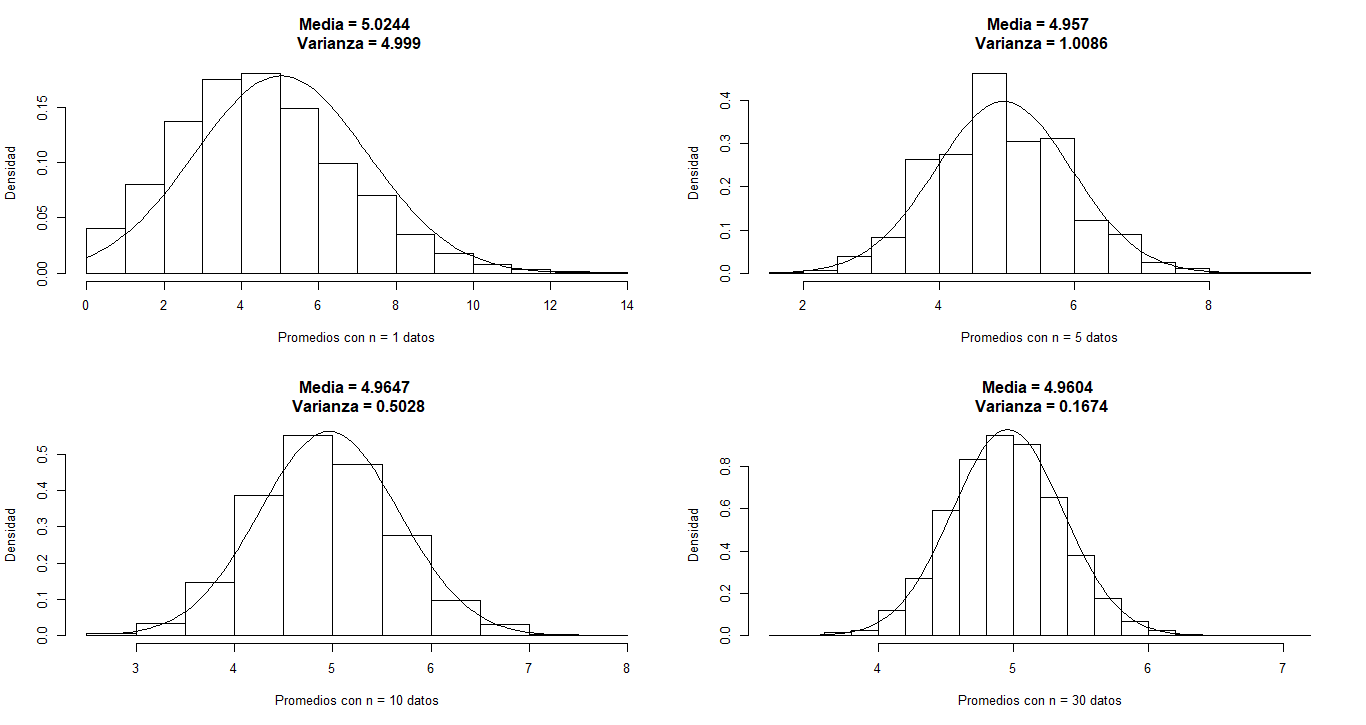 Media = 5.0244
Varianza = 4.999
Densidad
0.00
0.05
0.10
0.15
0
2
4
6
8
10
12
14
Promedios con n = 1 datos
Media = 4.957
Varianza = 1.0086
Densidad
0.0
0.1
0.2
0.3
0.4
2
4
6
8
Promedios con n = 5 datos
Media = 4.9647
Varianza = 0.5028
Densidad
0.0
0.1
0.2
0.3
0.4
0.5
3
4
5
6
7
8
Promedios con n = 10 datos
Media = 4.9604
Varianza = 0.1674
Densidad
0.0
0.2
0.4
0.6
0.8
4
5
6
7
Promedios con n = 30 datos